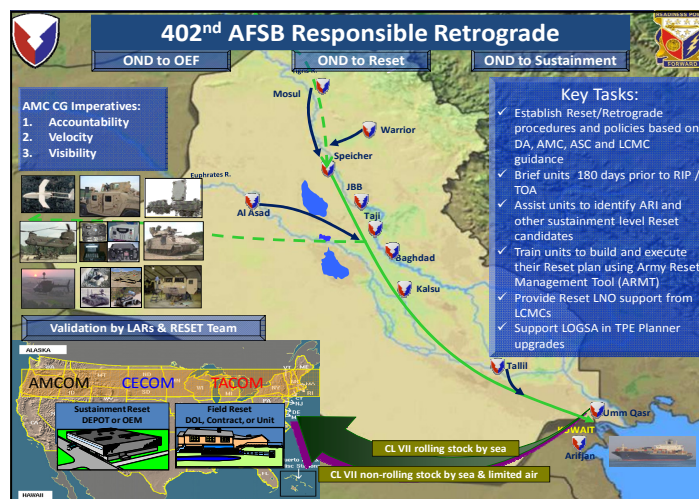 402nd AFSB Responsible Retrograde
OND to OEF
OND to Reset
OND to Sustainment
AMC CG Imperatives:
1. Accountability
2. Velocity
3. Visibility
Key Tasks:
✓ Establish Reset/Retrograde
procedures and policies based on
DA, AMC, ASC and LCMC
guidance
✓ Brief units 180 days prior to RIP /
TOA
✓ Assist units to identify ARI and
other sustainment level Reset
candidates
✓ Train units to build and execute
their Reset plan using Army Reset
Management Tool (ARMT)
✓ Provide Reset LNO support from
LCMCs
✓ Support LOGSA in TPE Planner
upgrades
Mosul
Warrior
Speicher
Euphrates R.
JBB
Al Asad
Taji
Baghdad
Kalsu
Tallil
Umm Qasr
KUWAIT
Arifjan
Validation by LARs & RESET Team
ALASKA
AMCOM
CECOM
TACOM
Sustainment Reset
DEPOT or OEM
Field Reset
DOL, Contract, or Unit
HAWAII
CL VII rolling stock by sea
CL VII non-rolling stock by sea & limited air
FORWARD